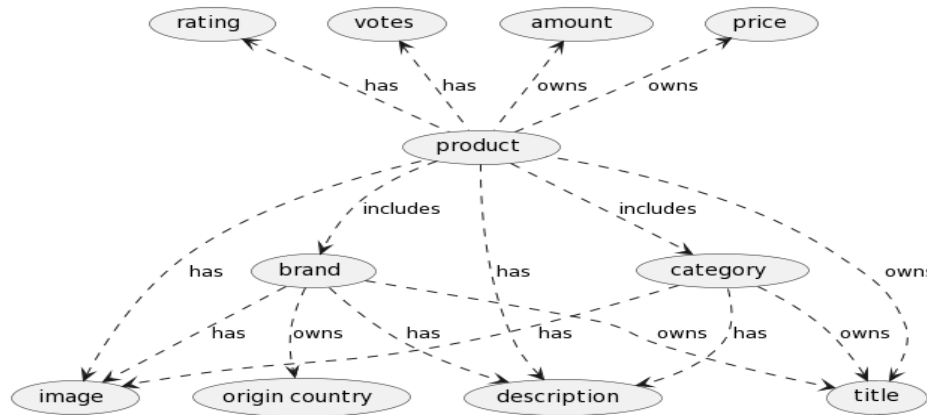 rating votes amount price
has has owns owns
product
includes includes
has has owns
brand category
has owns has has owns has owns
image origin country description title